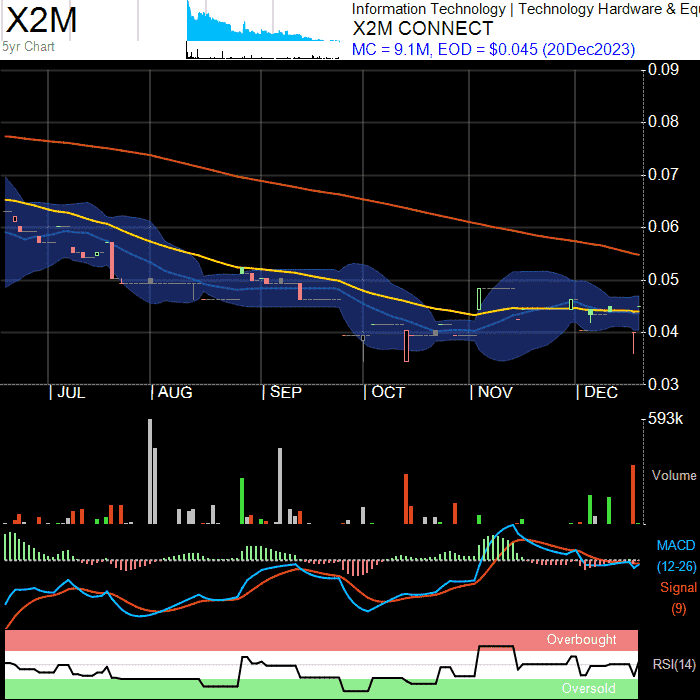 X2M
5yr Chart
Information Technology | Technology Hardware & Equ
X2M CONNECT
MC = 9.1M, EOD = $0.045 (20Dec2023)
0.09
0.08
0.07
0.06
0.05
0.04
0.03
| JUL | AUG | SEP | OCT | NOV | DEC
593k
Volume
MACD
(12-26)
Signal
(9)
Overbought
RSI(14)
Oversold